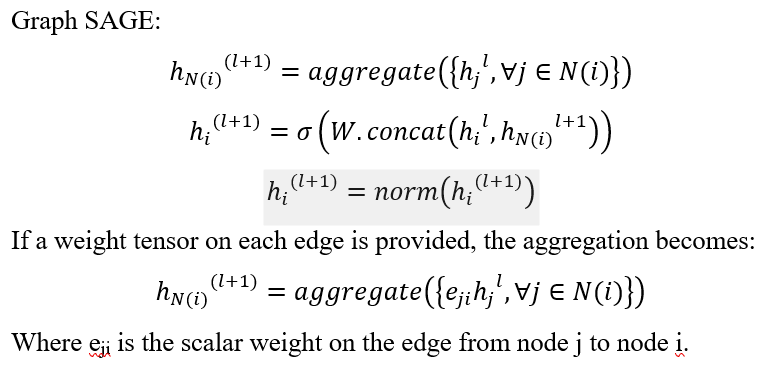 Graph SAGE:
h_{N(i)}^{(l+1)} = aggregate({h_j^l, ∀j ∈ N(i)})
h_i^{(l+1)} = σ(W.concat(h_i^l, h_{N(i)}^{l+1}))
h_i^{(l+1)} = norm(h_i^{(l+1)})
If a weight tensor on each edge is provided, the aggregation becomes:
h_{N(i)}^{(l+1)} = aggregate({e_{ji}h_j^l, ∀j ∈ N(i)})
Where e_{ji} is the scalar weight on the edge from node j to node i.